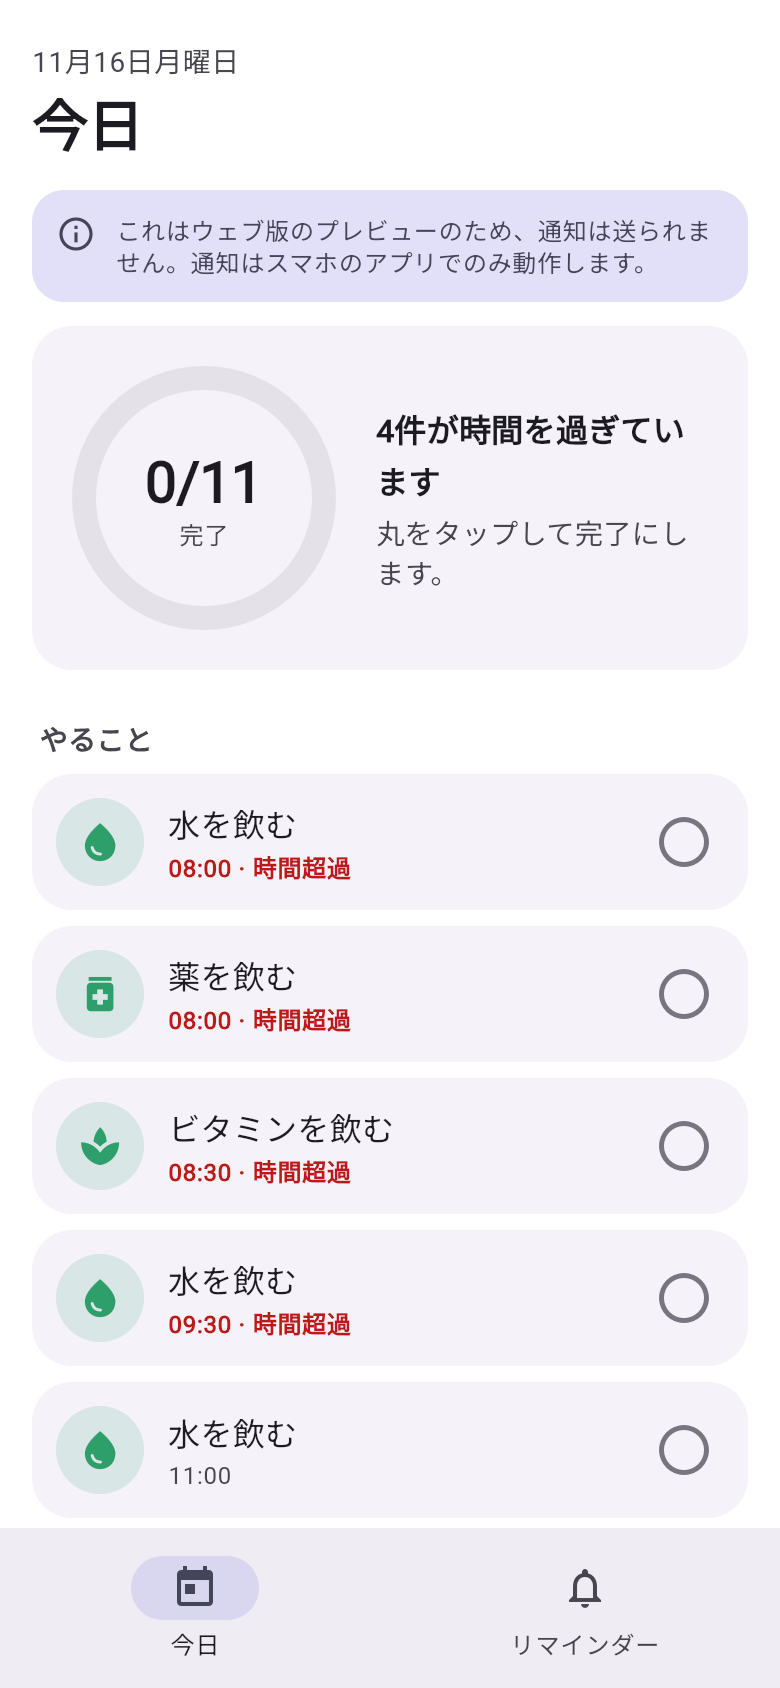 11月16日月曜日
今日
これはウェブ版のプレビューのため、通知は送られま
せん。通知はスマホのアプリでのみ動作します。
0/11
完了
4件が時間を過ぎてい
ます
丸をタップして完了にし
ます。
やること
水を飲む
08:00 · 時間超過
薬を飲む
08:00 · 時間超過
ビタミンを飲む
08:30 · 時間超過
水を飲む
09:30 · 時間超過
水を飲む
11:00
今日
リマインダー